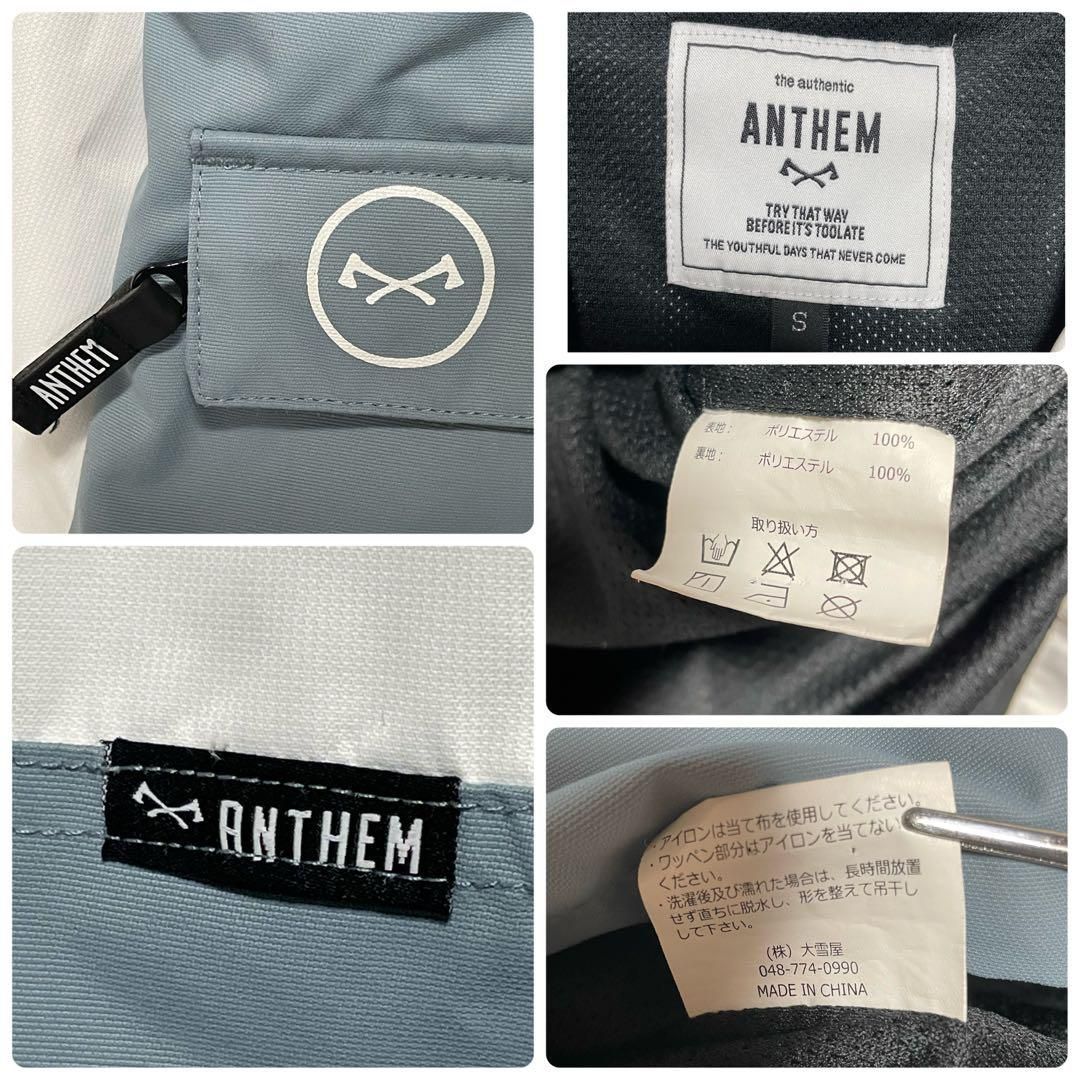 ANTHEM
the authentic
ANTHEM
TRY THAT WAY
BEFORE IT'S TOOLATE
THE YOUTHFUL DAYS THAT NEVER COME
S
表地: ポリエステル 100%
裏地: ポリエステル 100%
取り扱い方
ANTHEM
・アイロンは当て布を使用してください。
・ワッペン部分はアイロンを当てない
ください。
・洗濯後及び濡れた場合は、長時間放置
せず直ちに脱水し、形を整えて吊干し
して下さい。
(株) 大雪屋
048-774-0990
MADE IN CHINA